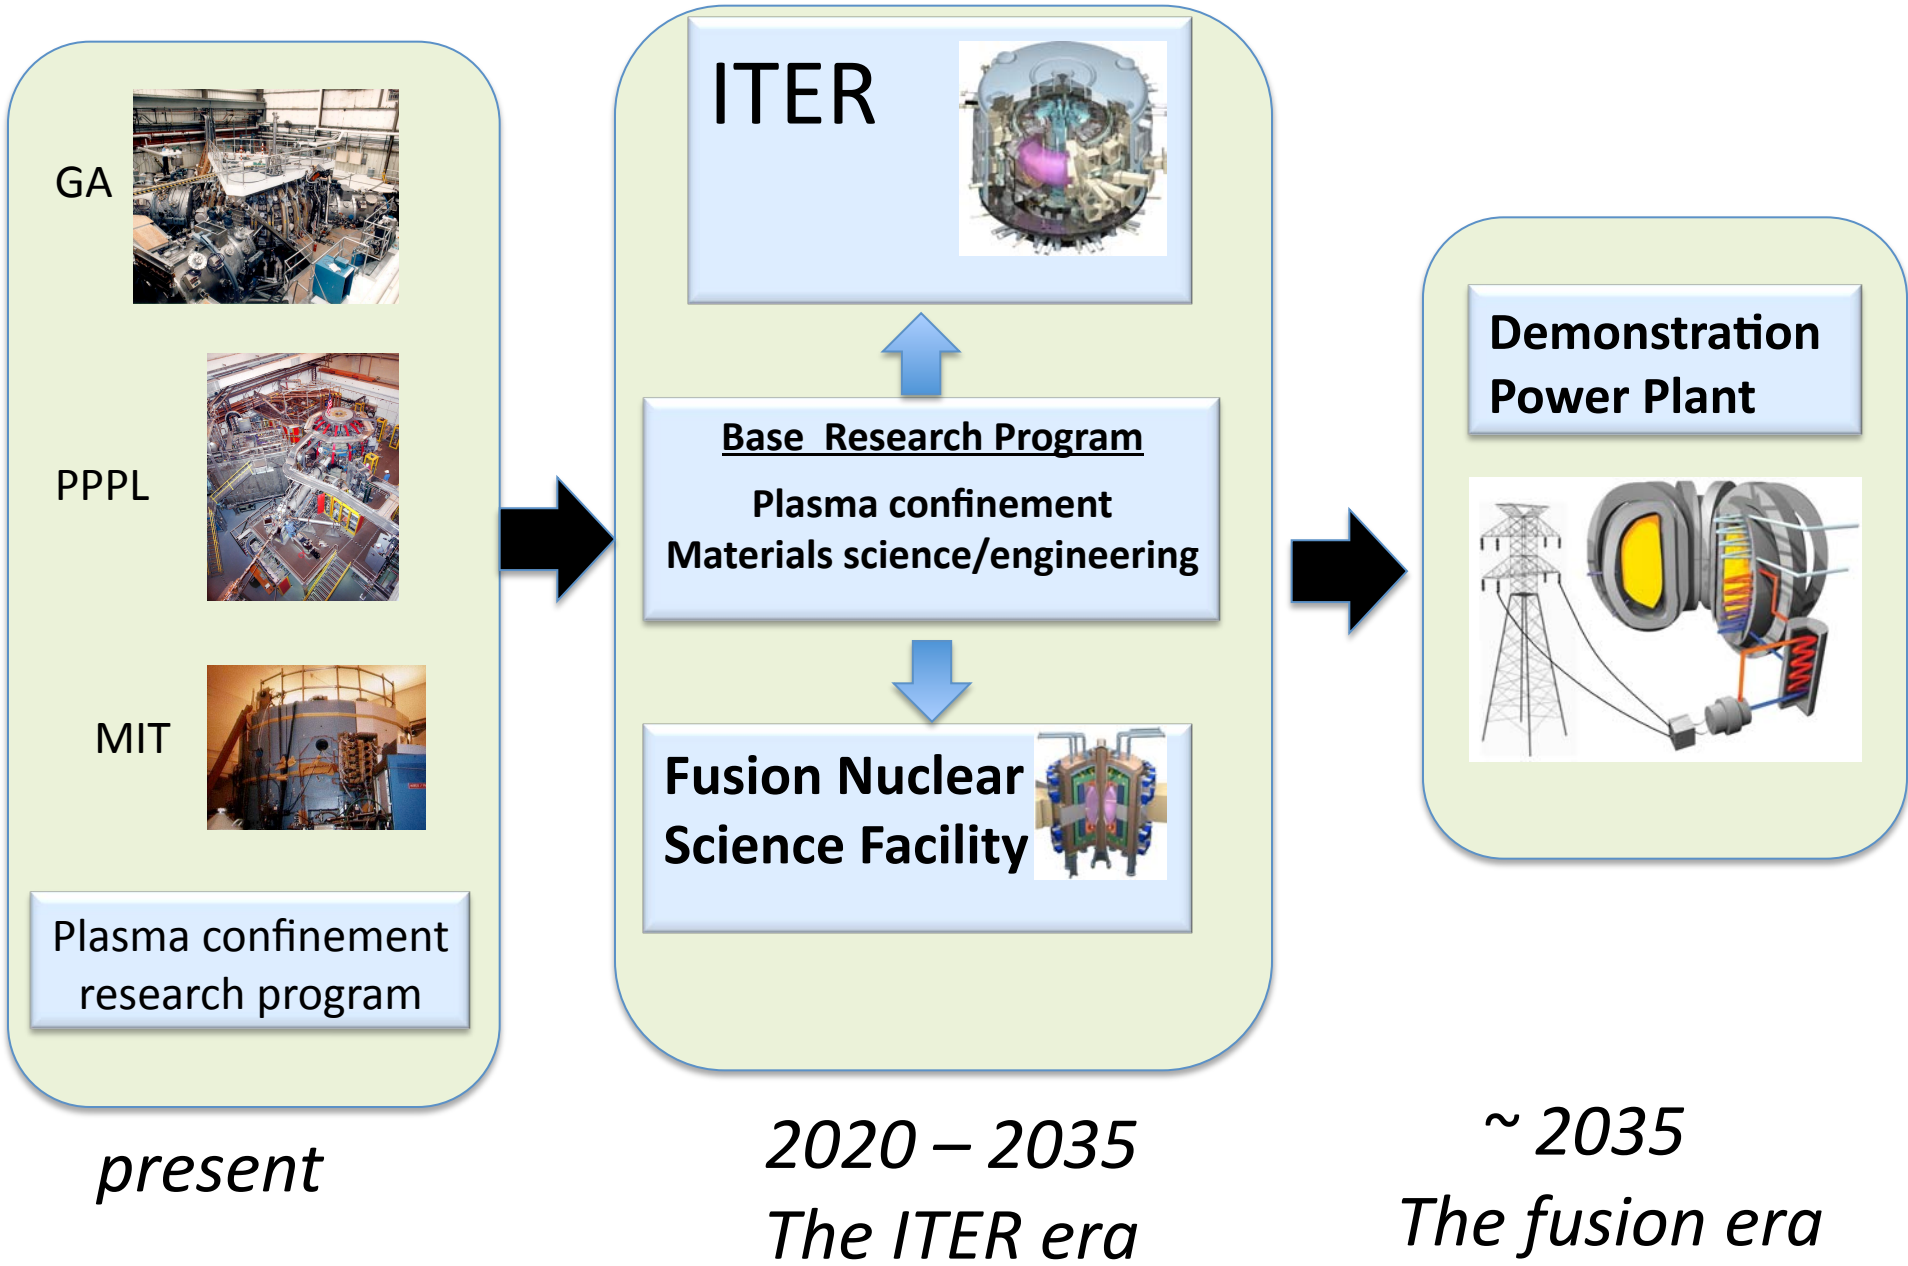 GA
PPPL
MIT
Plasma confinement
research program
present
ITER
Base  Research Program
Plasma confinement
Materials science/engineering
Fusion Nuclear
Science Facility
2020 – 2035
The ITER era
Demonstration
Power Plant
~ 2035
The fusion era